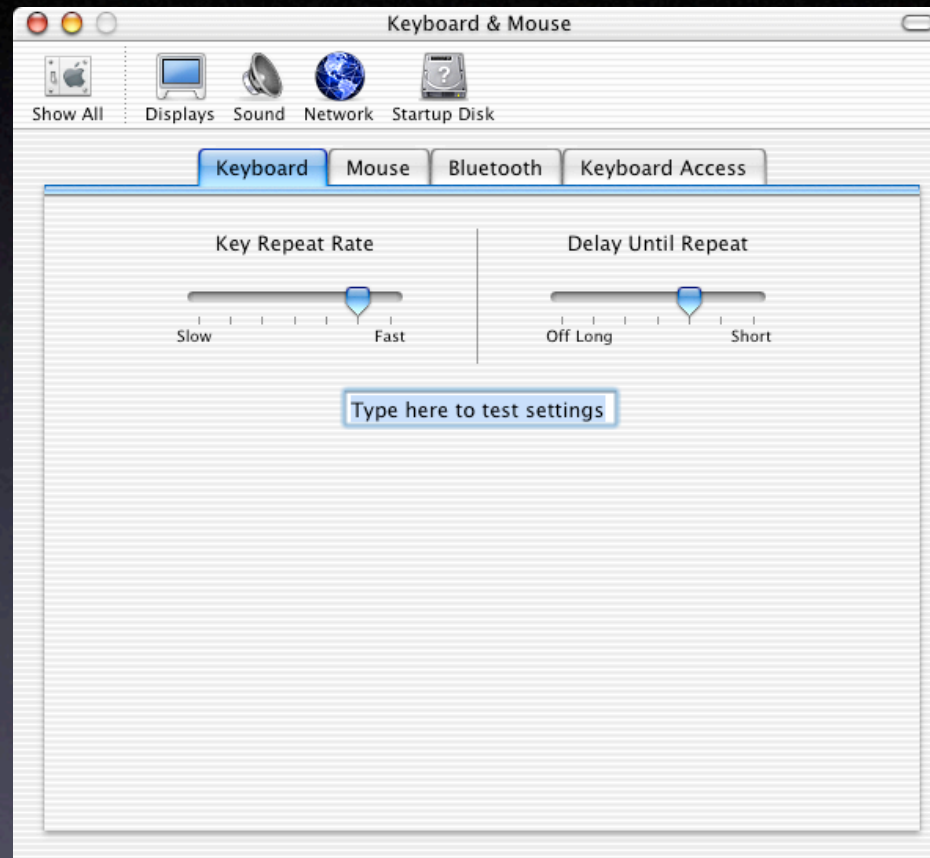 Keyboard & Mouse
Show All Displays Sound Network Startup Disk
Keyboard Mouse Bluetooth Keyboard Access
Key Repeat Rate Delay Until Repeat
Slow Fast Off Long Short
Type here to test settings